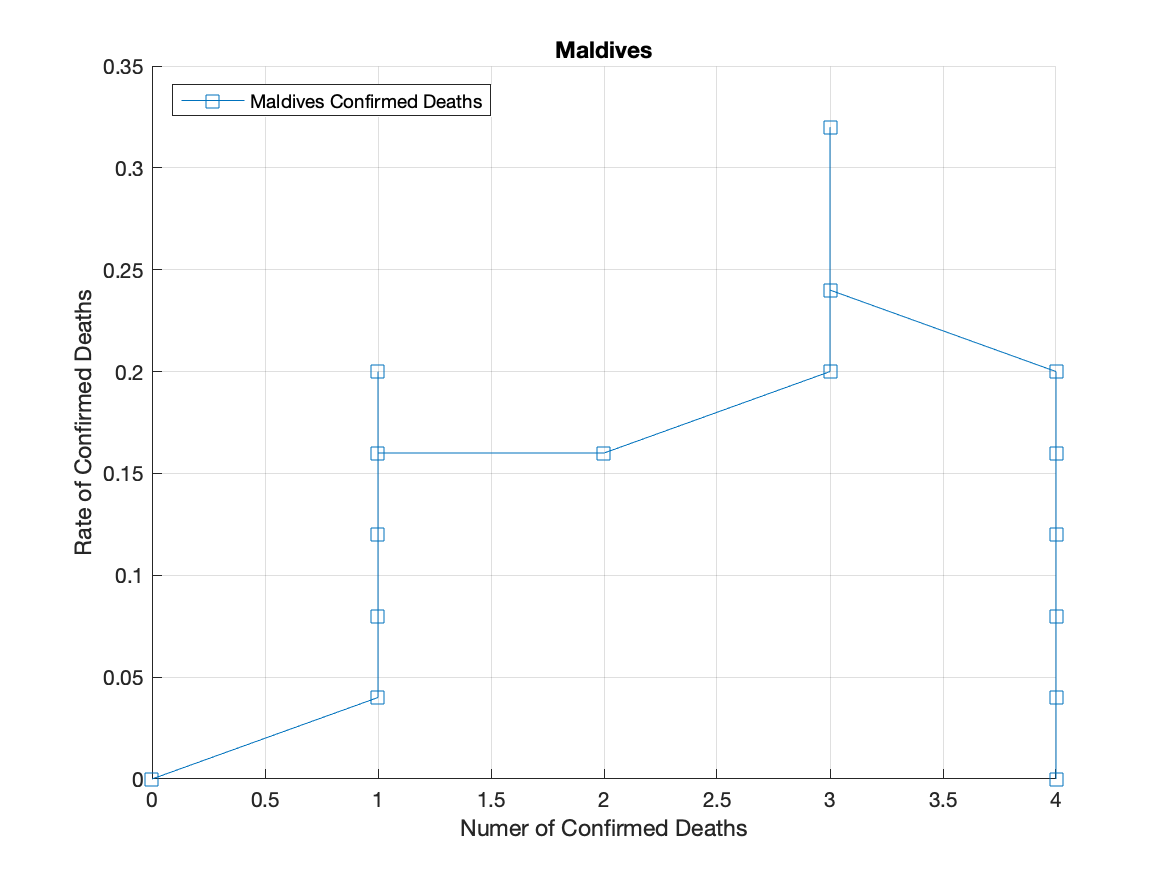 Maldives
Maldives Confirmed Deaths
0.35
0.3
0.25
0.2
0.15
0.1
0.05
0
Rate of Confirmed Deaths
0 0.5 1 1.5 2 2.5 3 3.5 4
Numer of Confirmed Deaths